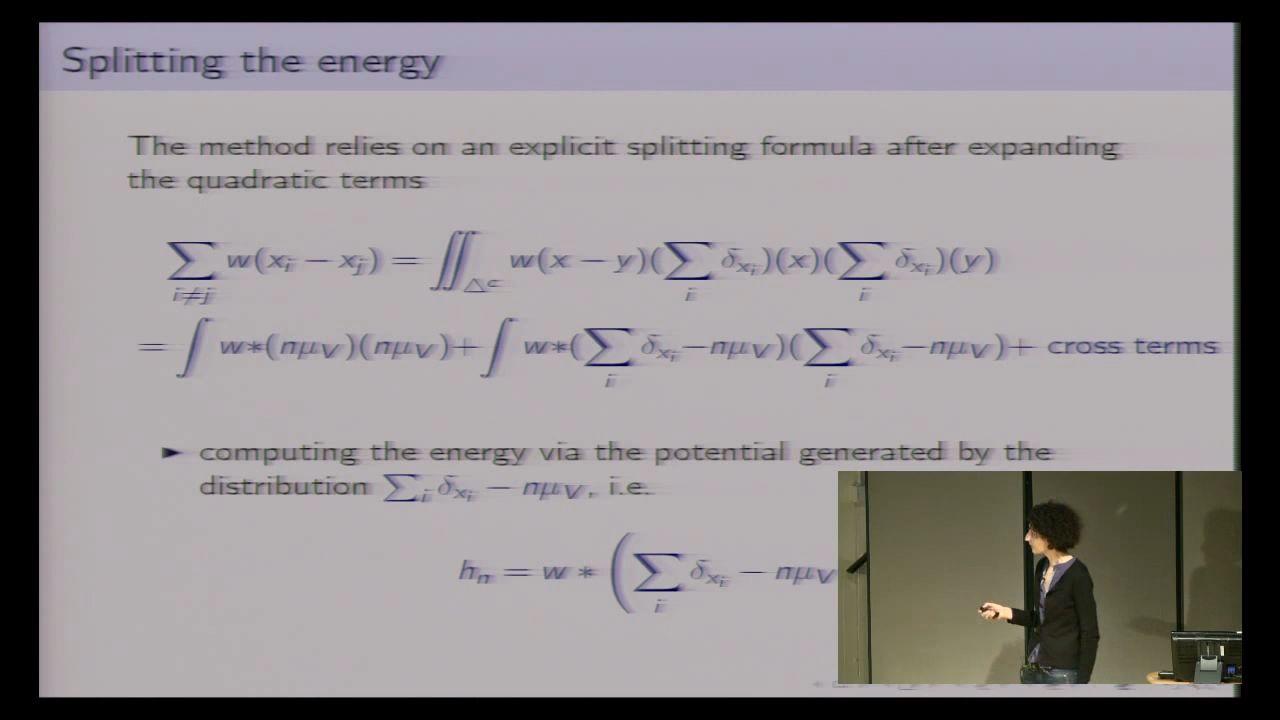 Splitting the energy
The method relies on an explicit splitting formula after expanding
the quadratic terms
∑_{i≠j} w(x_i − x_j) = ∬_{△^c} w(x − y)(∑_i δ_{x_i})(x)(∑_i δ_{x_i})(y)
= ∫ w∗(nμ_V)(nμ_V)+ ∫ w∗(∑_i δ_{x_i}−nμ_V)(∑_i δ_{x_i}−nμ_V)+ cross terms
► computing the energy via the potential generated by the
distribution ∑_i δ_{x_i} − nμ_V, i.e.
h_n = w ∗ (∑_i δ_{x_i} − nμ_V